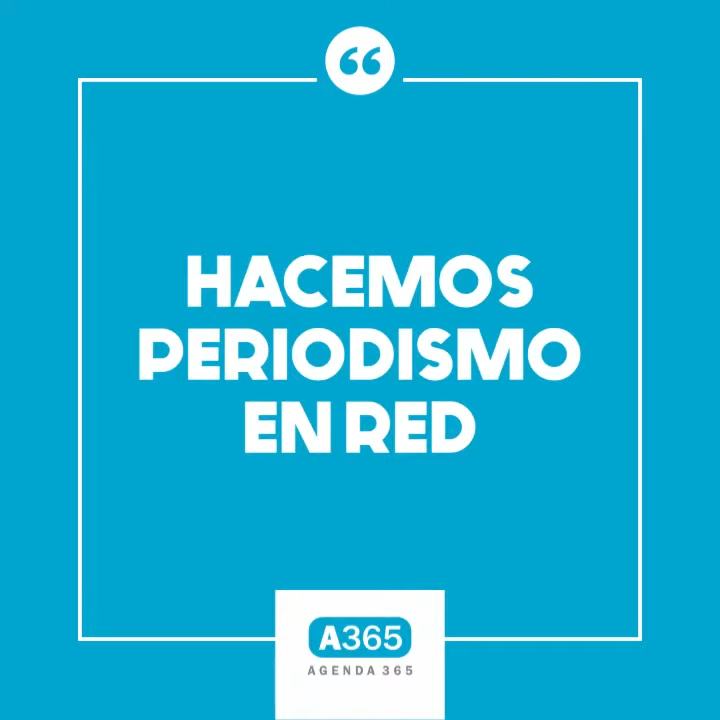 “
HACEMOS
PERIODISMO
EN RED
A365
AGENDA 365